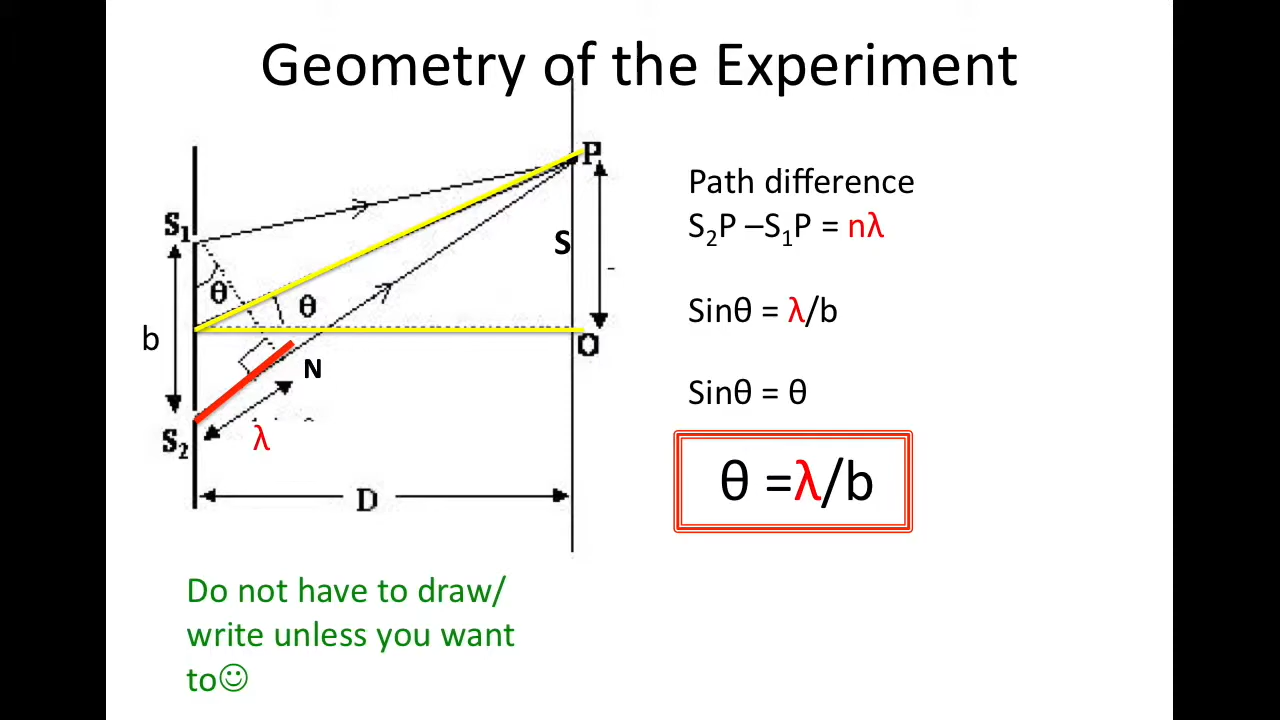 Geometry of the Experiment
P
S₁
S
θ
θ
b
O
N
S₂
λ
D
Path difference
S₂P –S₁P = nλ
Sinθ = λ/b
Sinθ = θ
θ =λ/b
Do not have to draw/
write unless you want
to☺